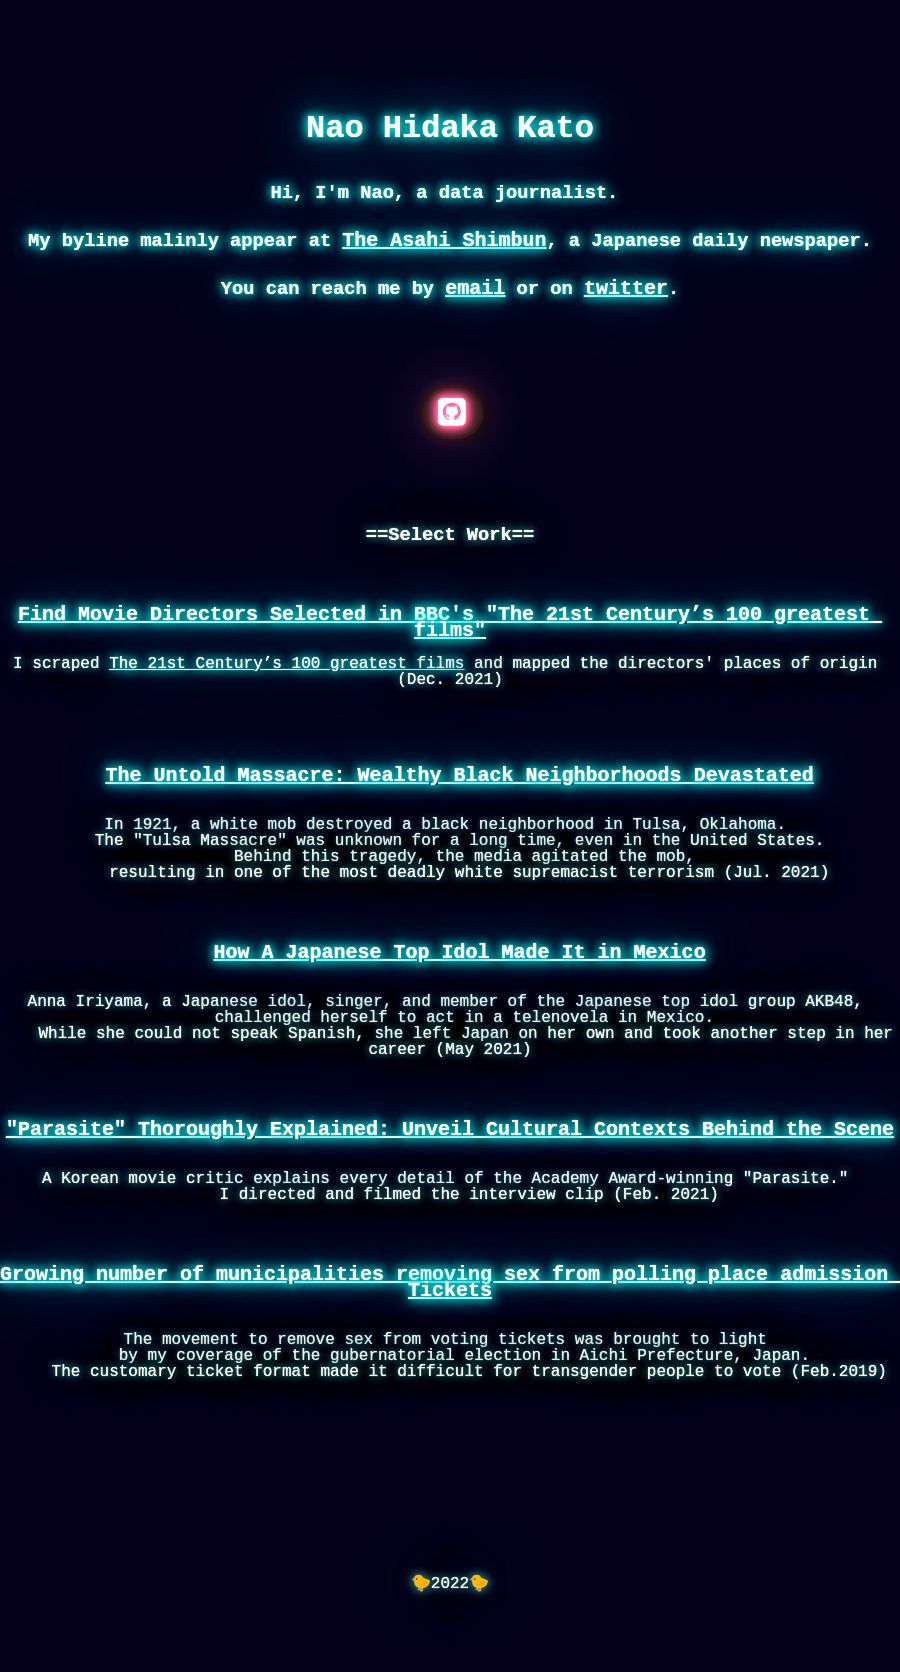 Nao Hidaka Kato
Hi, I'm Nao, a data journalist.
My byline malinly appear at The Asahi Shimbun, a Japanese daily newspaper.
You can reach me by email or on twitter.
==Select Work==
Find Movie Directors Selected in BBC's "The 21st Century’s 100 greatest
films"
I scraped The 21st Century’s 100 greatest films and mapped the directors' places of origin
(Dec. 2021)
The Untold Massacre: Wealthy Black Neighborhoods Devastated
In 1921, a white mob destroyed a black neighborhood in Tulsa, Oklahoma.
The "Tulsa Massacre" was unknown for a long time, even in the United States.
Behind this tragedy, the media agitated the mob,
resulting in one of the most deadly white supremacist terrorism (Jul. 2021)
How A Japanese Top Idol Made It in Mexico
Anna Iriyama, a Japanese idol, singer, and member of the Japanese top idol group AKB48,
challenged herself to act in a telenovela in Mexico.
While she could not speak Spanish, she left Japan on her own and took another step in her
career (May 2021)
"Parasite" Thoroughly Explained: Unveil Cultural Contexts Behind the Scene
A Korean movie critic explains every detail of the Academy Award-winning "Parasite."
I directed and filmed the interview clip (Feb. 2021)
Growing number of municipalities removing sex from polling place admission
Tickets
The movement to remove sex from voting tickets was brought to light
by my coverage of the gubernatorial election in Aichi Prefecture, Japan.
The customary ticket format made it difficult for transgender people to vote (Feb.2019)
🐤2022🐤